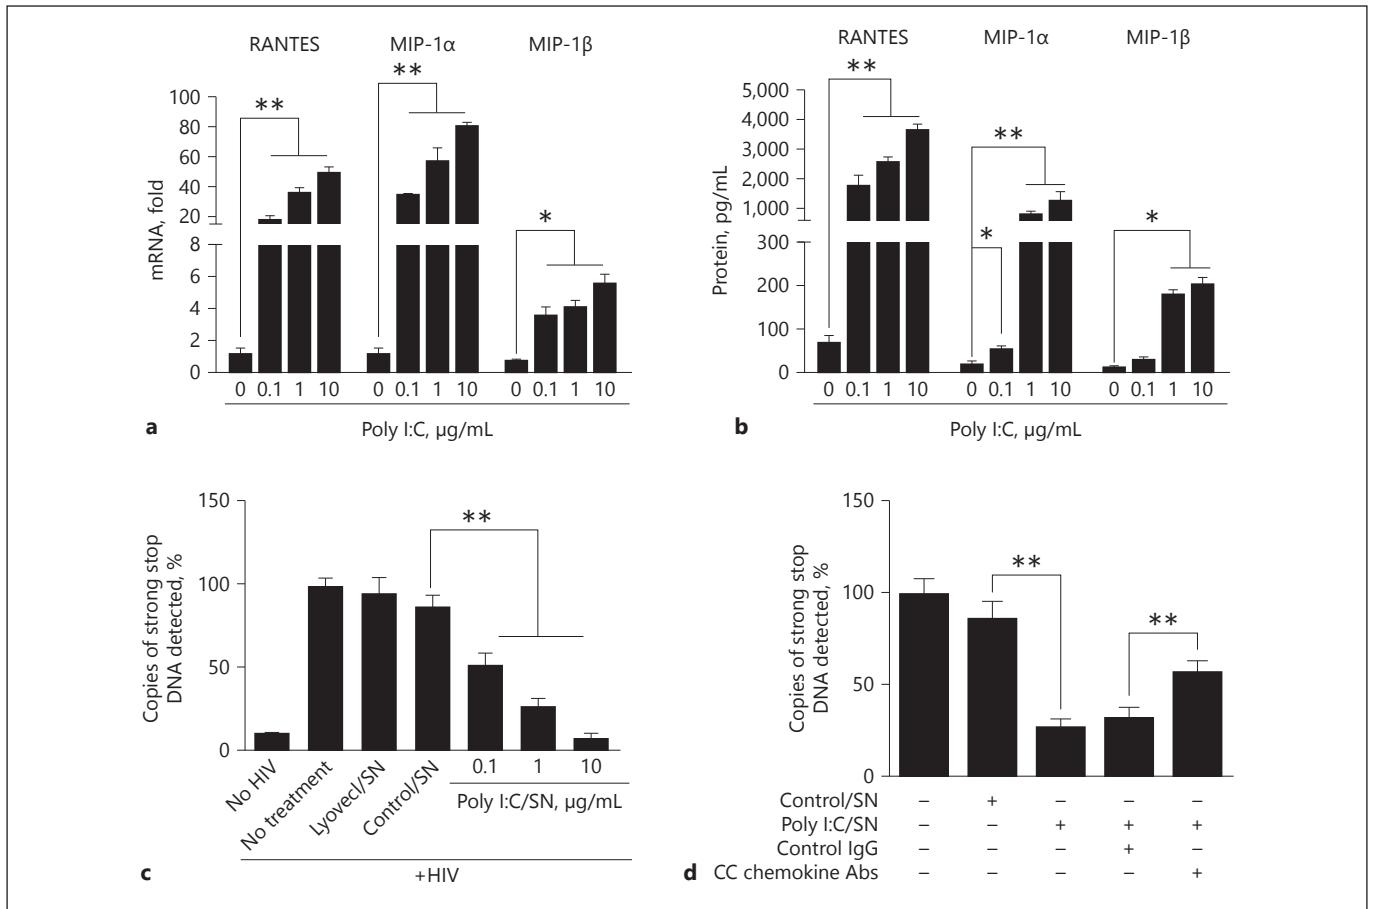 RANTES MIP-1α MIP-1β
** ** *
mRNA, fold
100
80
60
40
20
8
6
4
2
0
0 0.1 1 10 0 0.1 1 10 0 0.1 1 10
Poly I:C, µg/mL
a
RANTES MIP-1α MIP-1β
** ** * *
Protein, pg/mL
5,000
4,000
3,000
2,000
1,000
300
200
100
0
0 0.1 1 10 0 0.1 1 10 0 0.1 1 10
Poly I:C, µg/mL
b
Copies of strong stop
DNA detected, %
150
100
50
0
**
No HIV
No treatment
Lyovecl/SN
Control/SN
0.1 1 10
Poly I:C/SN, µg/mL
+HIV
c
Copies of strong stop
DNA detected, %
150
100
50
0
** **
Control/SN – + – – –
Poly I:C/SN – – + + +
Control IgG – – – + –
CC chemokine Abs – – – – +
d